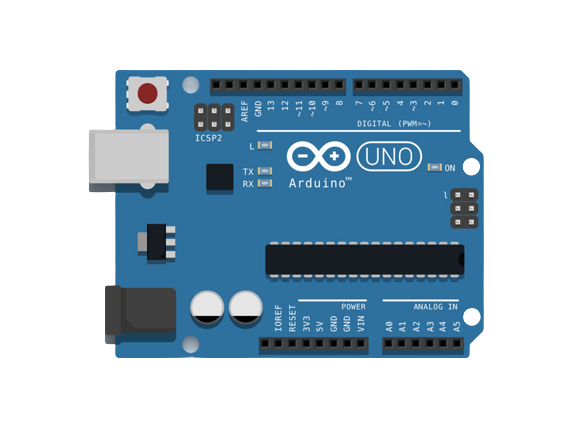 AREF
GND
13
12
~11
~10
~9
8
7
~6
~5
4
~3
2
1
0
ICSP2
DIGITAL (PWM=~)
L
TX
RX
UNO
Arduino™
ON
l
POWER
ANALOG IN
IOREF
RESET
3V3
5V
GND
GND
VIN
A0
A1
A2
A3
A4
A5